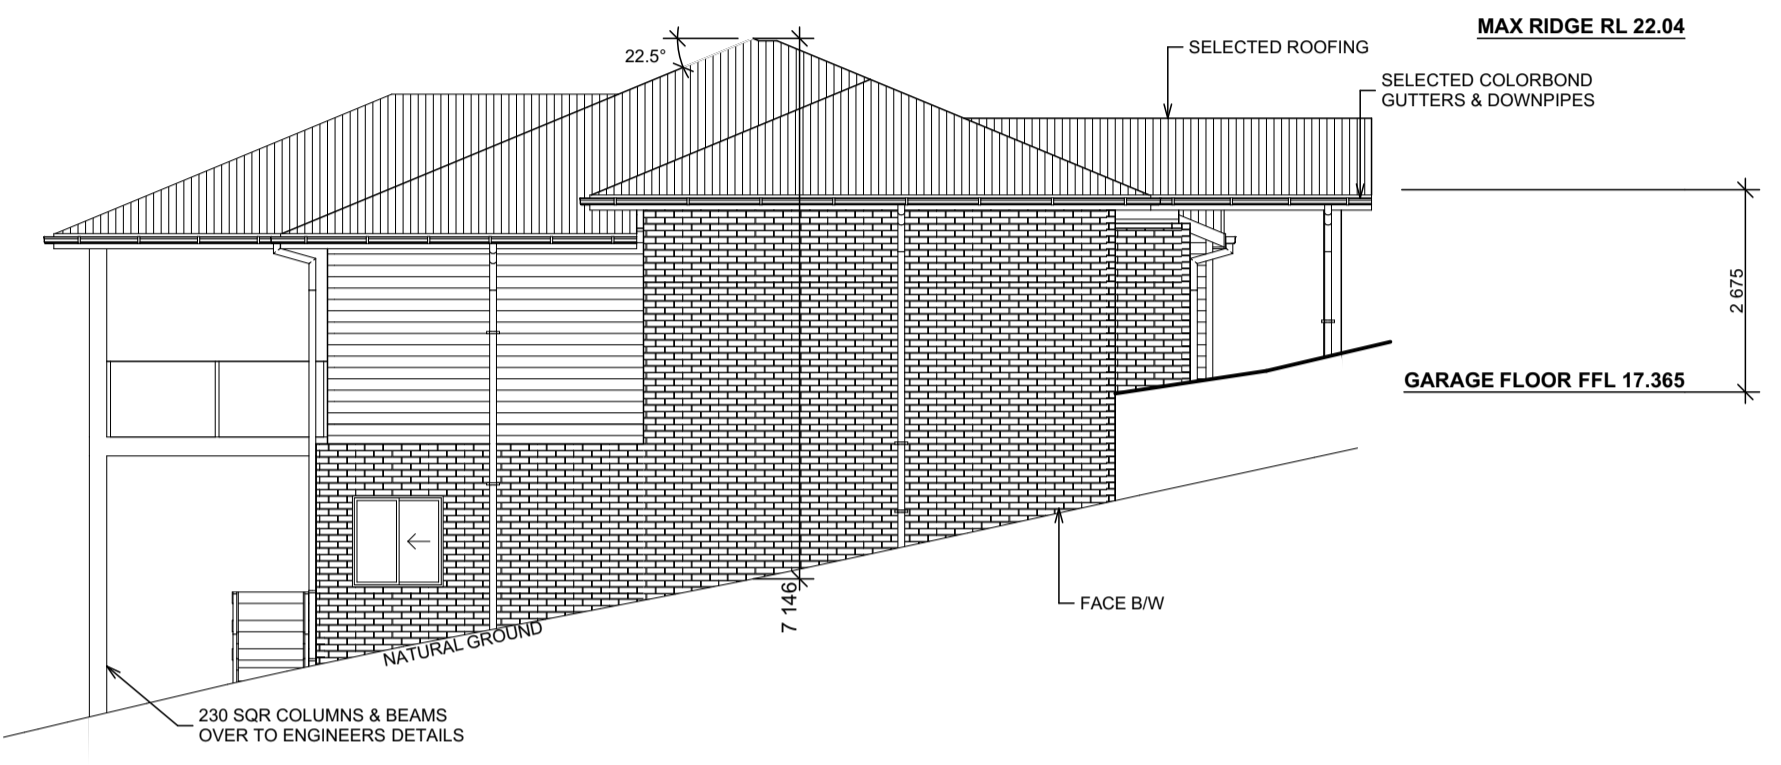 MAX RIDGE RL 22.04
22.5°
SELECTED ROOFING
SELECTED COLORBOND
GUTTERS & DOWNPIPES
2 675
GARAGE FLOOR FFL 17.365
7 146
FACE B/W
NATURAL GROUND
230 SQR COLUMNS & BEAMS
OVER TO ENGINEERS DETAILS